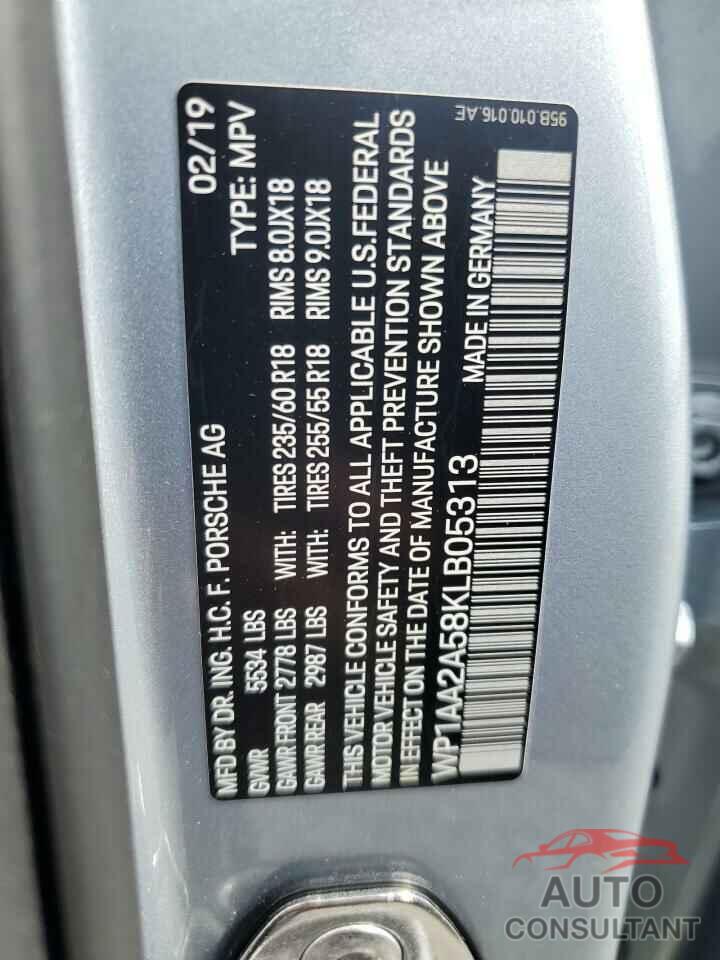 MFD BY DR. ING. H.C. F. PORSCHE AG 02/19
GVWR 5534 LBS TYPE: MPV
GAWR FRONT 2778 LBS WITH: TIRES 235/60 R18 RIMS 8.0JX18
GAWR REAR 2987 LBS WITH: TIRES 255/55 R18 RIMS 9.0JX18
THIS VEHICLE CONFORMS TO ALL APPLICABLE U.S.FEDERAL
MOTOR VEHICLE SAFETY AND THEFT PREVENTION STANDARDS
IN EFFECT ON THE DATE OF MANUFACTURE SHOWN ABOVE
WP1AA2A58KLB05313 MADE IN GERMANY
95B.010.016.AE
AUTO
CONSULTANT